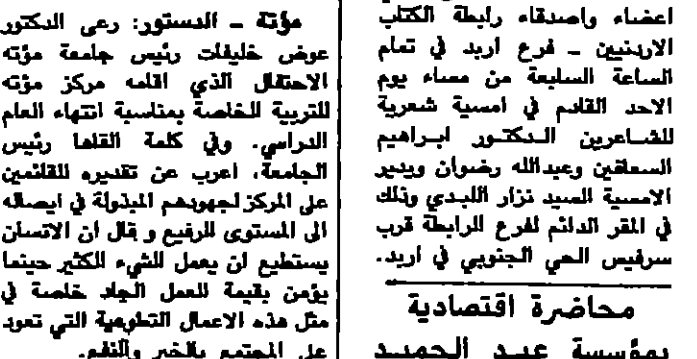 اعضاء واصدقاء رابطة الكتاب
الاردنيين ـ فرع اربد في تمام
الساعة السابعة من مساء يوم
الاحد القادم في امسية شعرية
للشاعرين الدكتور ابراهيم
السعافين وعبدالله رضوان ويدير
الامسية السيد نزار اللبدي وذلك
في المقر الدائم لفرع الرابطة قرب
سرفيس الحي الجنوبي في اربد.
محاضرة اقتصادية
بمؤسسة عبد الحميد
مؤتة ـ الدستور: رعى الدكتور
عوض خليفات رئيس جامعة مؤته
الاحتفال الذي اقامه مركز مؤته
للتربية الخاصة بمناسبة انتهاء العام
الدراسي. وفي كلمة القاها رئيس
الجامعة، اعرب عن تقديره للقائمين
على المركز لجهودهم المبذولة في ايصاله
الى المستوى الرفيع و قال ان الانسان
يستطيع ان يعمل الشيء الكثير حينما
يؤمن بقيمة العمل الجاد خاصة في
مثل هذه الاعمال التطوعية التي تعود
على المجتمع بالخير والنفع.